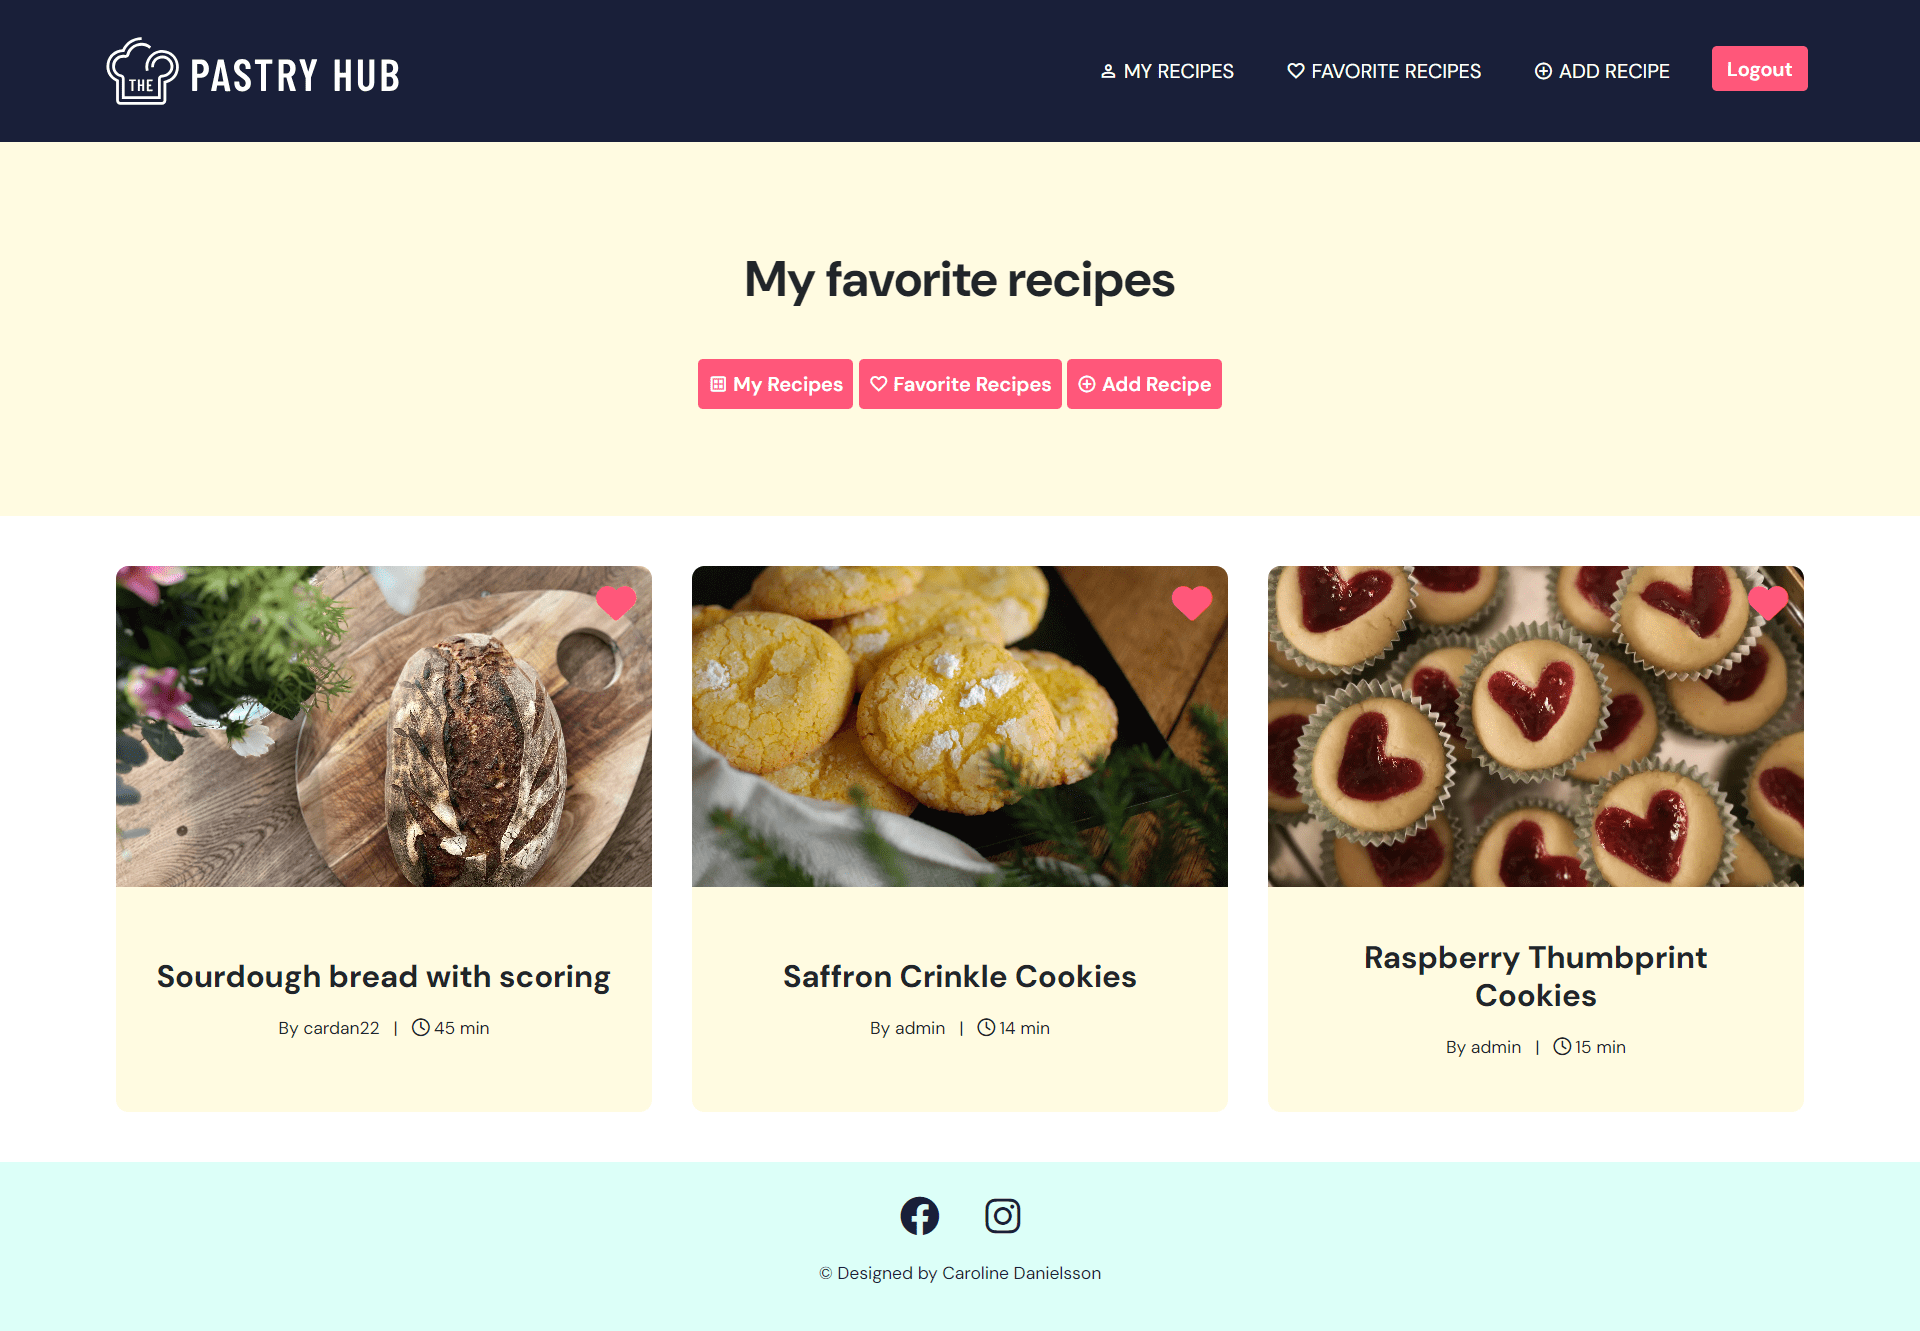 THE PASTRY HUB
MY RECIPES
FAVORITE RECIPES
ADD RECIPE
Logout
My favorite recipes
My Recipes
Favorite Recipes
Add Recipe
Sourdough bread with scoring
By cardan22 | 45 min
Saffron Crinkle Cookies
By admin | 14 min
Raspberry Thumbprint
Cookies
By admin | 15 min
© Designed by Caroline Danielsson